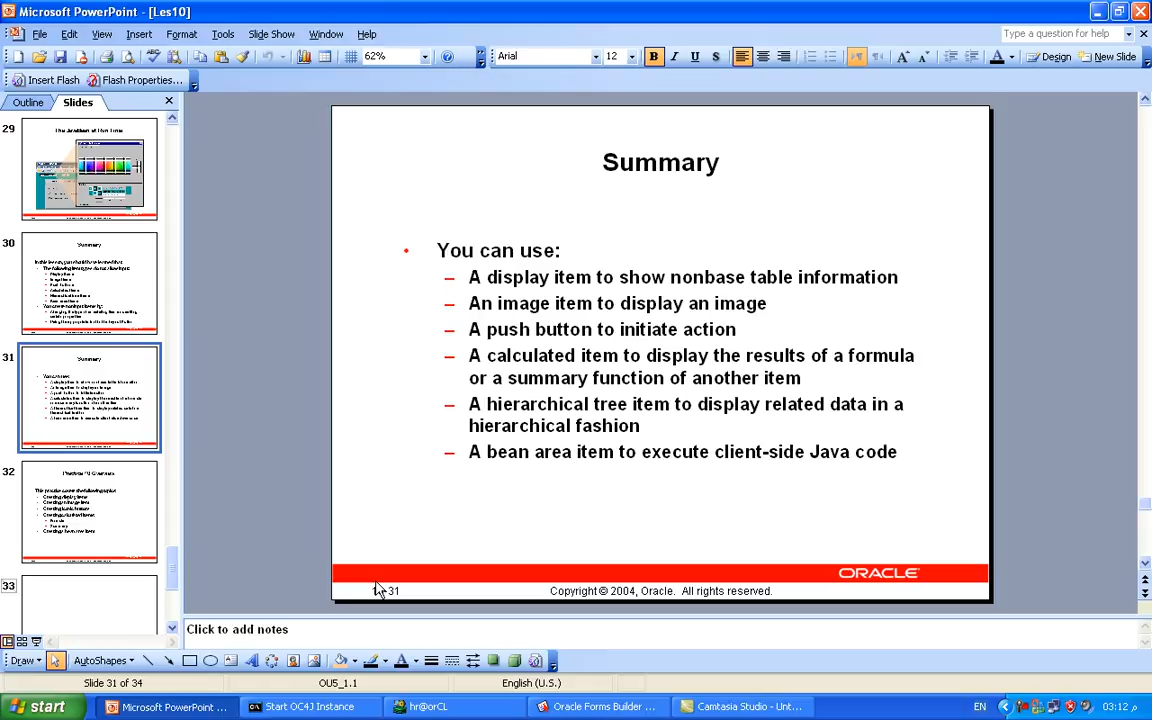 Microsoft PowerPoint - [Les10]
File Edit View Insert Format Tools Slide Show Window Help
Type a question for help
62%
Arial
12
B I U S
A
Design
New Slide
Insert Flash
Flash Properties...
Outline
Slides
29
30
Summary
31
Summary
32
33
Summary
• You can use:
– A display item to show nonbase table information
– An image item to display an image
– A push button to initiate action
– A calculated item to display the results of a formula
or a summary function of another item
– A hierarchical tree item to display related data in a
hierarchical fashion
– A bean area item to execute client-side Java code
ORACLE
31
Copyright © 2004, Oracle. All rights reserved.
Click to add notes
Draw
AutoShapes
Slide 31 of 34
OU5_1.1
English (U.S.)
start
Microsoft PowerPoint ...
Start OC4J Instance
hr@orCL
Oracle Forms Builder ...
Camtasia Studio - Unt...
EN
03:12 م